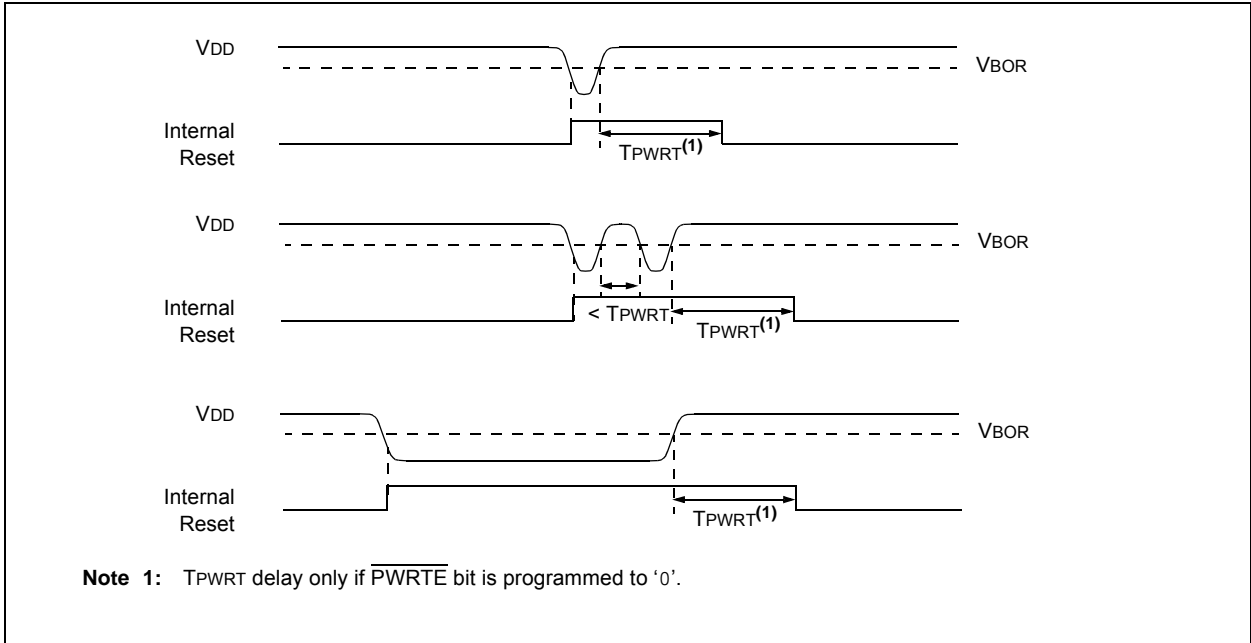 VDD
VBOR
Internal
Reset
TPWRT(1)
VDD
VBOR
Internal
Reset
< TPWRT
TPWRT(1)
VDD
VBOR
Internal
Reset
TPWRT(1)
Note 1: TPWRT delay only if PWRTE bit is programmed to ‘0’.